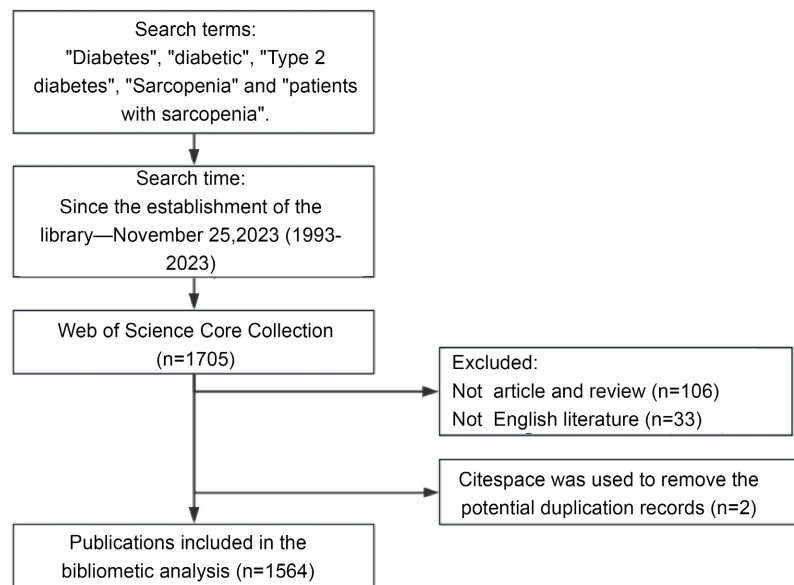 Search terms:
"Diabetes", "diabetic", "Type 2
diabetes", "Sarcopenia" and "patients
with sarcopenia".
Search time:
Since the establishment of the
library—November 25,2023 (1993-
2023)
Web of Science Core Collection
(n=1705)
Excluded:
Not article and review (n=106)
Not English literature (n=33)
Citespace was used to remove the
potential duplication records (n=2)
Publications included in the
bibliometic analysis (n=1564)